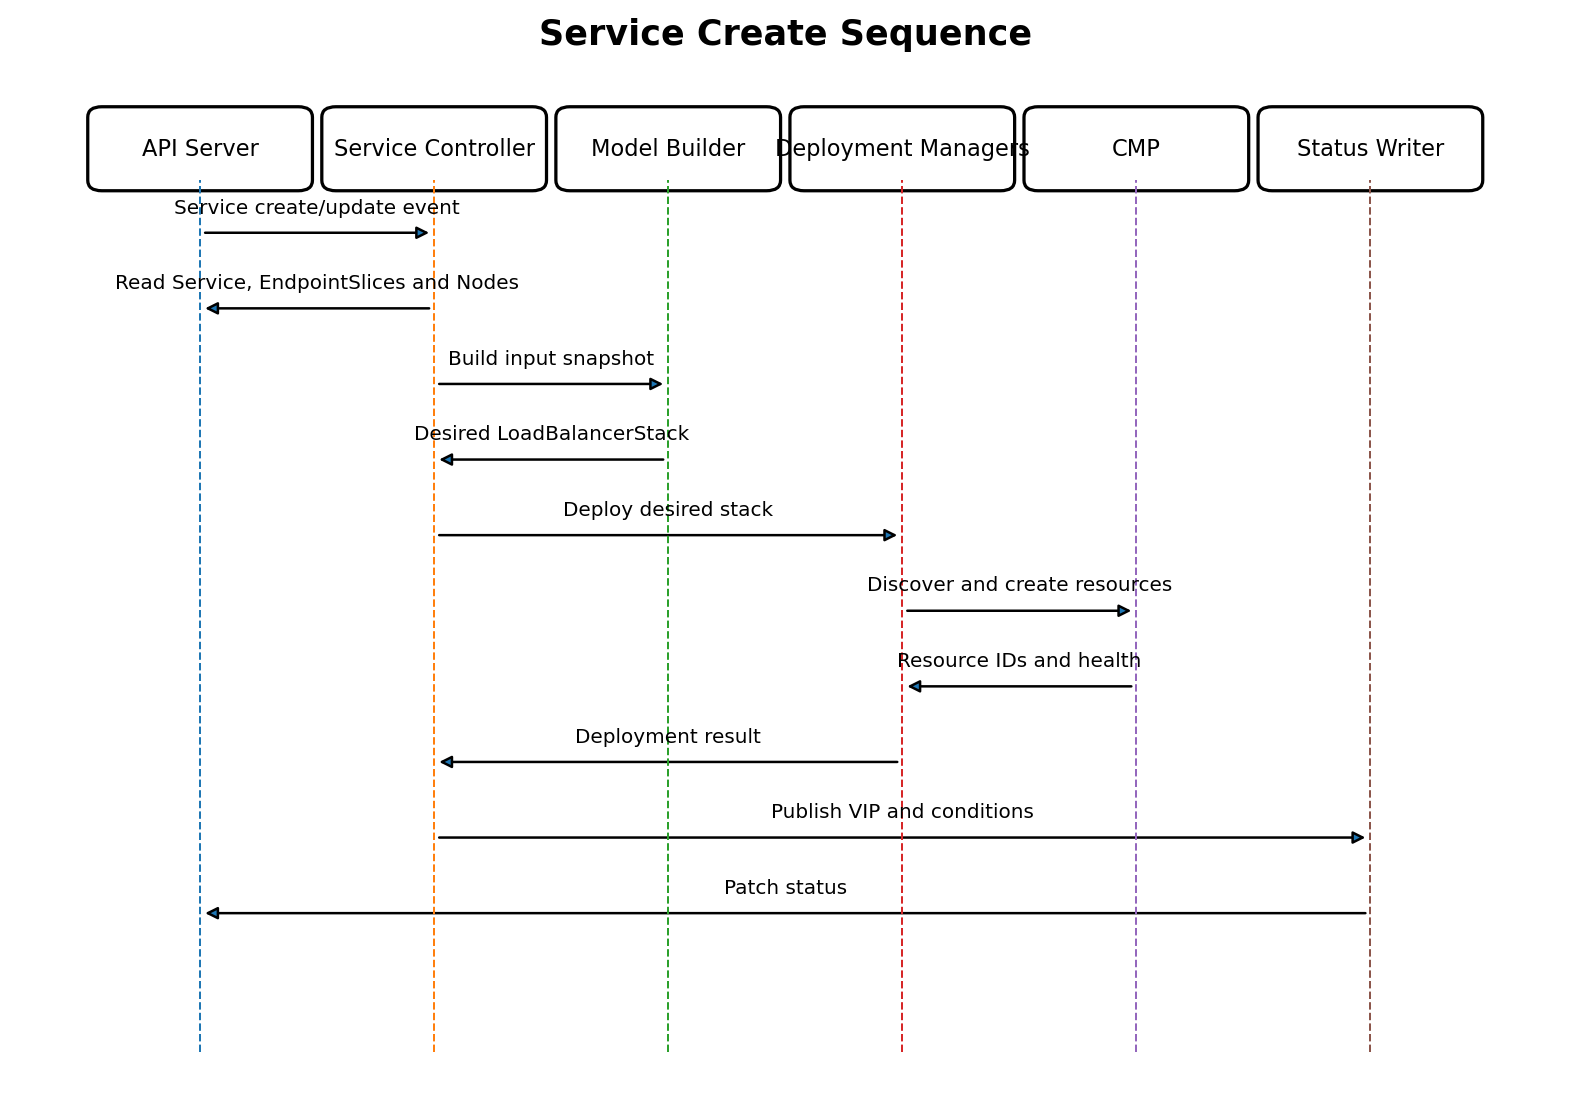 Service Create Sequence
API Server
Service Controller
Model Builder
Deployment Managers
CMP
Status Writer
Service create/update event
Read Service, EndpointSlices and Nodes
Build input snapshot
Desired LoadBalancerStack
Deploy desired stack
Discover and create resources
Resource IDs and health
Deployment result
Publish VIP and conditions
Patch status